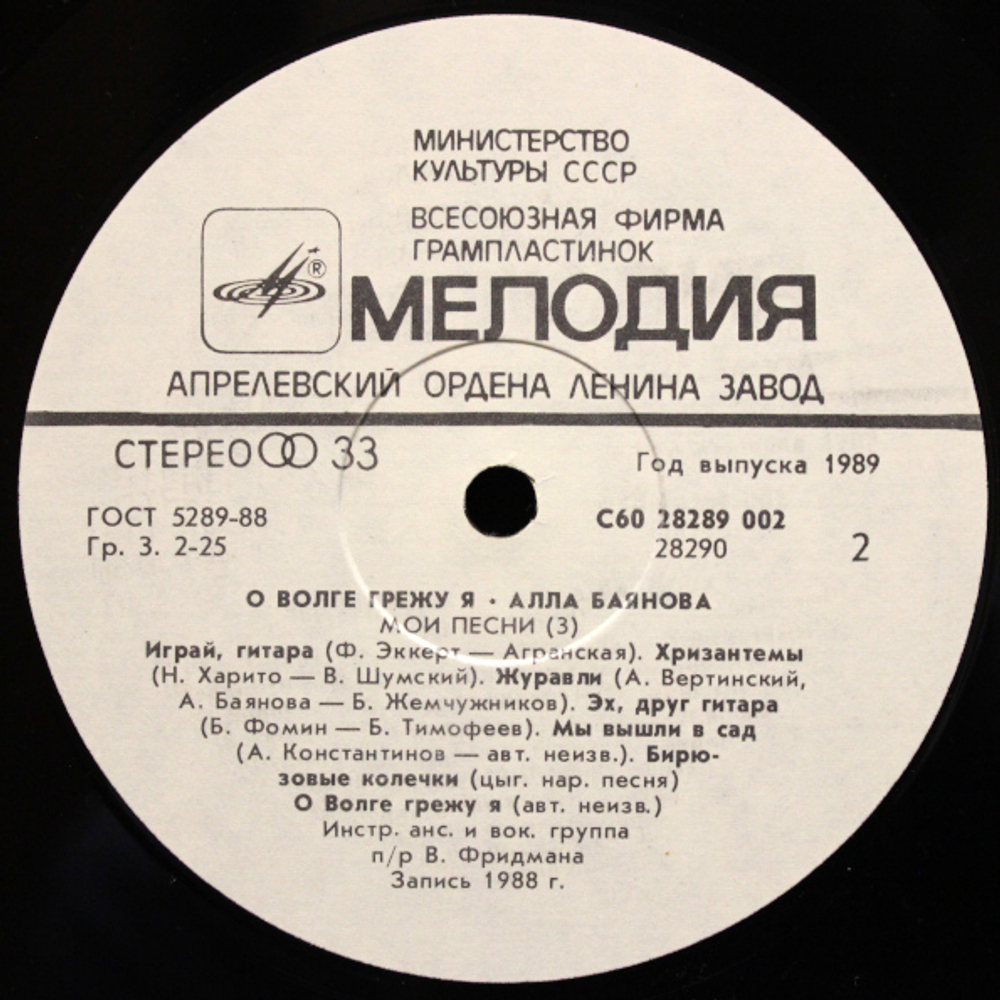 МИНИСТЕРСТВО
КУЛЬТУРЫ СССР
ВСЕСОЮЗНАЯ ФИРМА
ГРАМПЛАСТИНОК
®
МЕЛОДИЯ
АПРЕЛЕВСКИЙ ОРДЕНА ЛЕНИНА ЗАВОД
СТЕРЕО 33
Год выпуска 1989
ГОСТ 5289-88
Гр. 3. 2-25
С60 28289 002
28290
2
О ВОЛГЕ ГРЕЖУ Я · АЛЛА БАЯНОВА
МОИ ПЕСНИ (3)
Играй, гитара (Ф. Эккерт — Агранская). Хризантемы
(Н. Харито — В. Шумский). Журавли (А. Вертинский,
А. Баянова — Б. Жемчужников). Эх, друг гитара
(Б. Фомин — Б. Тимофеев). Мы вышли в сад
(А. Константинов — авт. неизв.). Бирю-
зовые колечки (цыг. нар. песня)
О Волге грежу я (авт. неизв.)
Инстр. анс. и вок. группа
п/р В. Фридмана
Запись 1988 г.